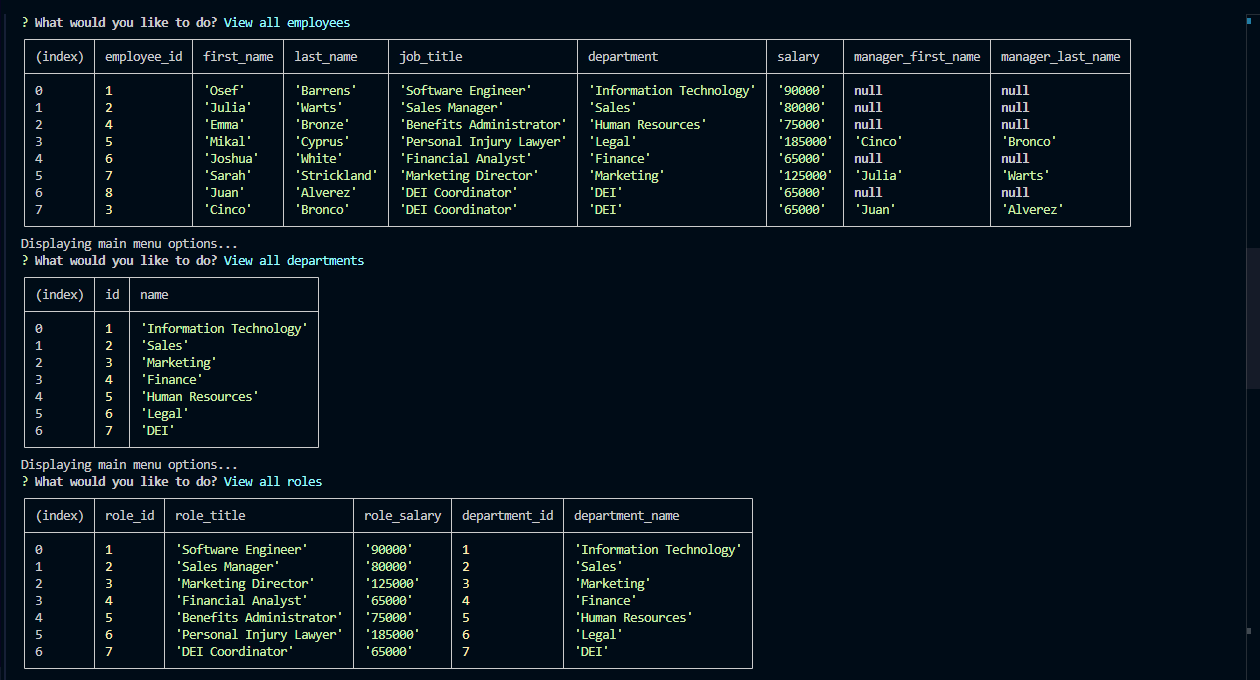 ? What would you like to do? View all employees
(index) employee_id first_name last_name job_title department salary manager_first_name manager_last_name
0 1 'Osef' 'Barrens' 'Software Engineer' 'Information Technology' '90000' null null
1 2 'Julia' 'Warts' 'Sales Manager' 'Sales' '80000' null null
2 4 'Emma' 'Bronze' 'Benefits Administrator' 'Human Resources' '75000' null null
3 5 'Mikal' 'Cyprus' 'Personal Injury Lawyer' 'Legal' '185000' 'Cinco' 'Bronco'
4 6 'Joshua' 'White' 'Financial Analyst' 'Finance' '65000' null null
5 7 'Sarah' 'Strickland' 'Marketing Director' 'Marketing' '125000' 'Julia' 'Warts'
6 8 'Juan' 'Alverez' 'DEI Coordinator' 'DEI' '65000' null null
7 3 'Cinco' 'Bronco' 'DEI Coordinator' 'DEI' '65000' 'Juan' 'Alverez'
Displaying main menu options...
? What would you like to do? View all departments
(index) id name
0 1 'Information Technology'
1 2 'Sales'
2 3 'Marketing'
3 4 'Finance'
4 5 'Human Resources'
5 6 'Legal'
6 7 'DEI'
Displaying main menu options...
? What would you like to do? View all roles
(index) role_id role_title role_salary department_id department_name
0 1 'Software Engineer' '90000' 1 'Information Technology'
1 2 'Sales Manager' '80000' 2 'Sales'
2 3 'Marketing Director' '125000' 3 'Marketing'
3 4 'Financial Analyst' '65000' 4 'Finance'
4 5 'Benefits Administrator' '75000' 5 'Human Resources'
5 6 'Personal Injury Lawyer' '185000' 6 'Legal'
6 7 'DEI Coordinator' '65000' 7 'DEI'